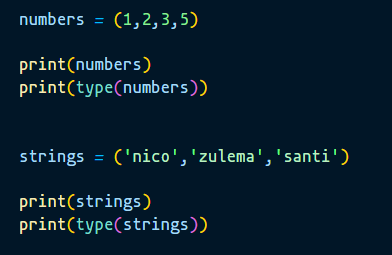 numbers = (1,2,3,5)
print(numbers)
print(type(numbers))
strings = ('nico','zulema','santi')
print(strings)
print(type(strings))